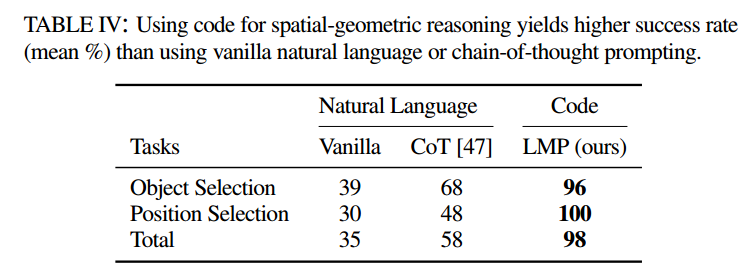 TABLE IV: Using code for spatial-geometric reasoning yields higher success rate
(mean %) than using vanilla natural language or chain-of-thought prompting.
Natural Language Code
Tasks Vanilla CoT [47] LMP (ours)
Object Selection 39 68 96
Position Selection 30 48 100
Total 35 58 98